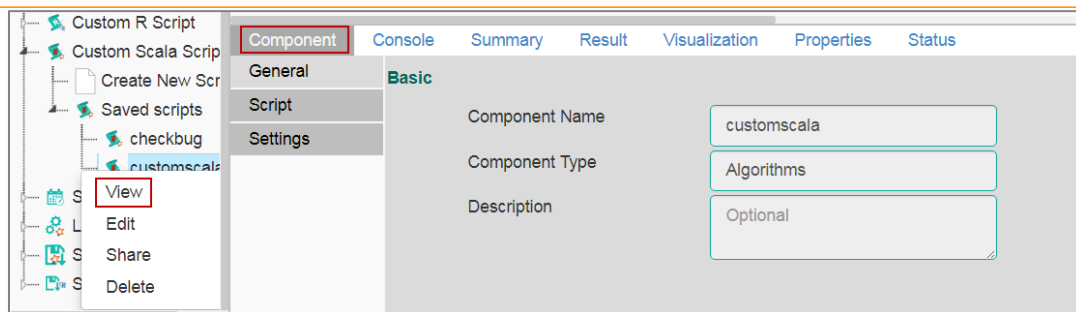 Custom R Script
Custom Scala Scrip
Create New Scr
Saved scripts
checkbug
customscala
View
Edit
Share
Delete
S
L
S
S
Component Console Summary Result Visualization Properties Status
General
Script
Settings
Basic
Component Name customscala
Component Type Algorithms
Description Optional